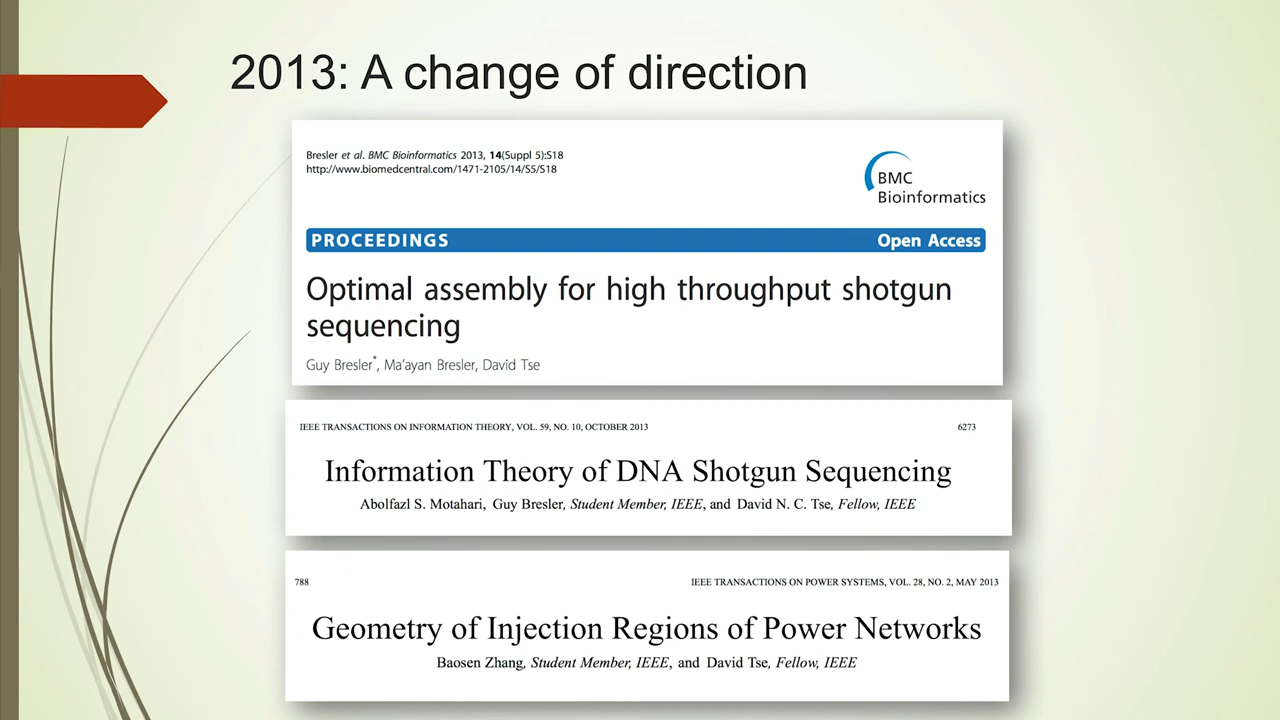 2013: A change of direction
Bresler et al. BMC Bioinformatics 2013, 14(Suppl 5):S18
http://www.biomedcentral.com/1471-2105/14/S5/S18
BMC
Bioinformatics
PROCEEDINGS Open Access
Optimal assembly for high throughput shotgun
sequencing
Guy Bresler*, Ma'ayan Bresler, David Tse
IEEE TRANSACTIONS ON INFORMATION THEORY, VOL. 59, NO. 10, OCTOBER 2013 6273
Information Theory of DNA Shotgun Sequencing
Abolfazl S. Motahari, Guy Bresler, Student Member, IEEE, and David N. C. Tse, Fellow, IEEE
788 IEEE TRANSACTIONS ON POWER SYSTEMS, VOL. 28, NO. 2, MAY 2013
Geometry of Injection Regions of Power Networks
Baosen Zhang, Student Member, IEEE, and David Tse, Fellow, IEEE